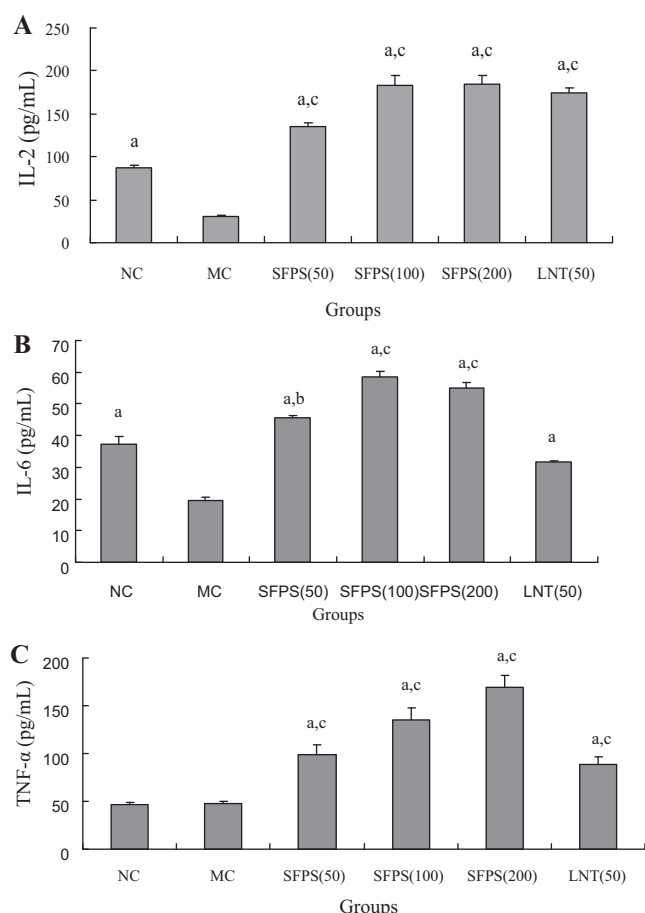 A
IL-2 (pg/mL)
250
200
150
100
50
0
a
a,c
a,c
a,c
a,c
NC MC SFPS(50) SFPS(100) SFPS(200) LNT(50)
Groups
B
IL-6 (pg/mL)
70
60
50
40
30
20
10
0
a
a,b
a,c
a,c
a
NC MC SFPS(50) SFPS(100) SFPS(200) LNT(50)
Groups
C
TNF-α (pg/mL)
200
150
100
50
0
a,c
a,c
a,c
a,c
NC MC SFPS(50) SFPS(100) SFPS(200) LNT(50)
Groups